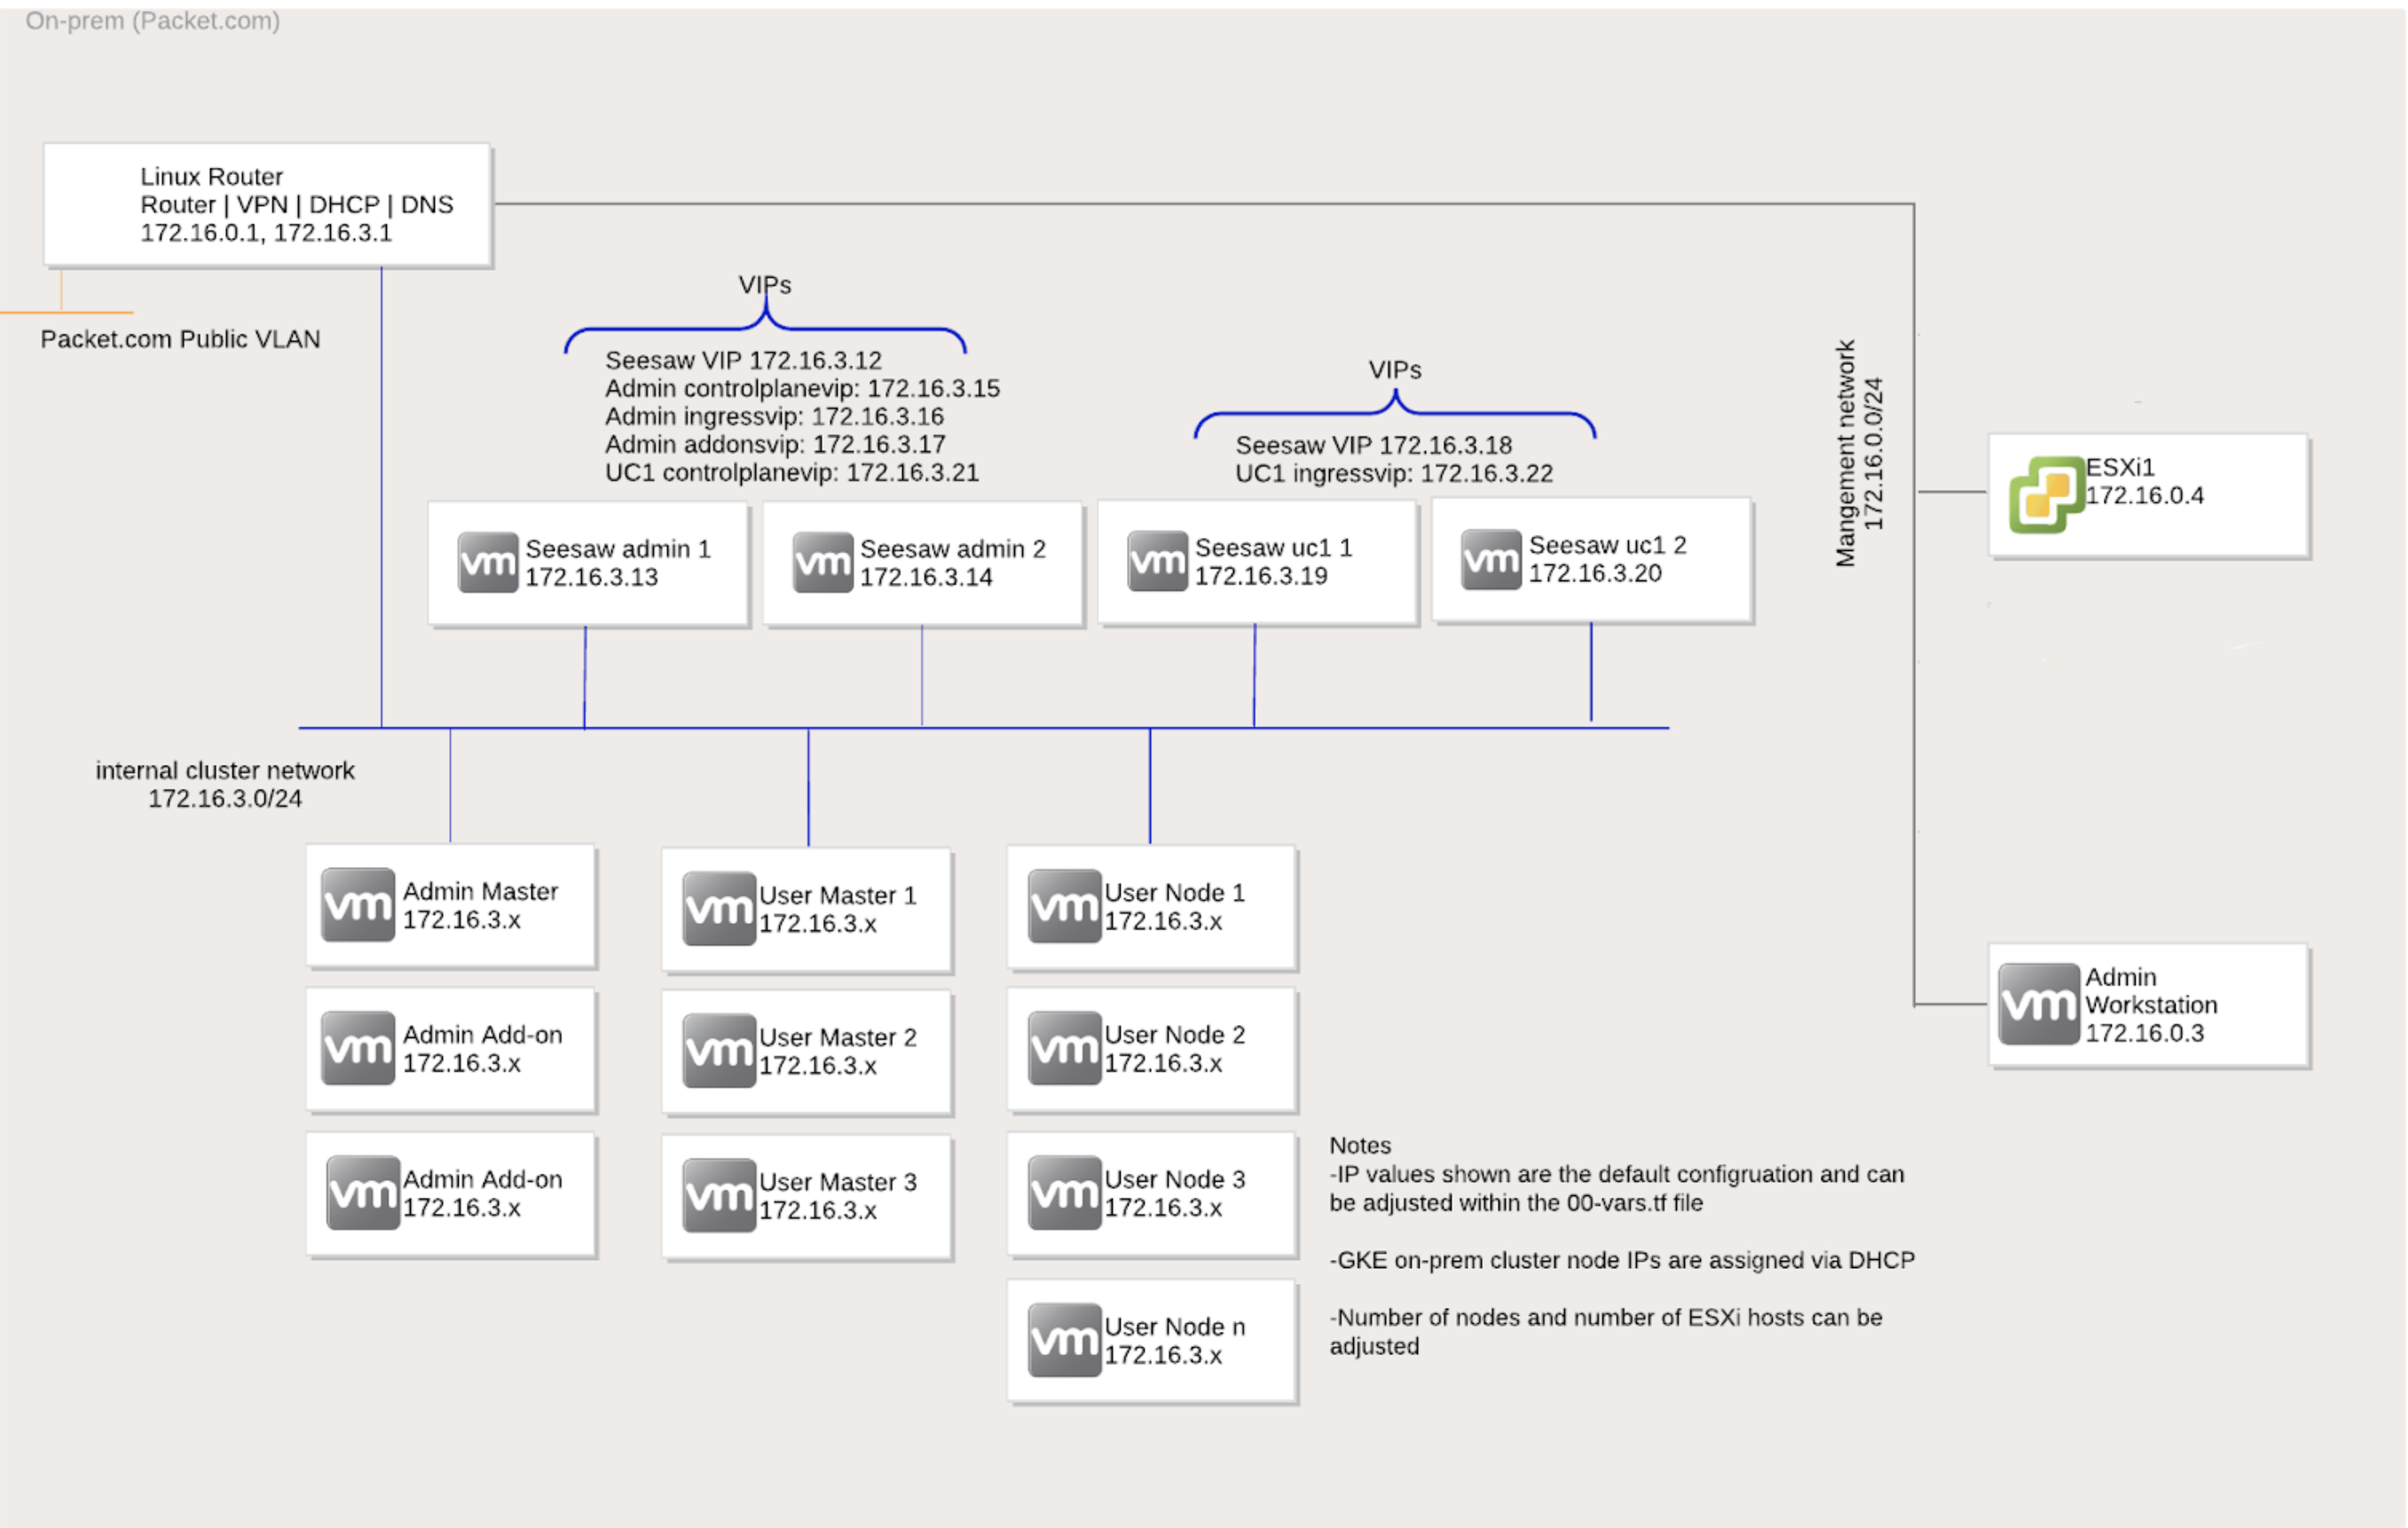 On-prem (Packet.com)
Linux Router
Router | VPN | DHCP | DNS
172.16.0.1, 172.16.3.1
Packet.com Public VLAN
VIPs
Seesaw VIP 172.16.3.12
Admin controlplanevip: 172.16.3.15
Admin ingressvip: 172.16.3.16
Admin addonsvip: 172.16.3.17
UC1 controlplanevip: 172.16.3.21
VIPs
Seesaw VIP 172.16.3.18
UC1 ingressvip: 172.16.3.22
Mangement network
172.16.0.0/24
ESXi1
172.16.0.4
vm
Seesaw admin 1
172.16.3.13
vm
Seesaw admin 2
172.16.3.14
vm
Seesaw uc1 1
172.16.3.19
vm
Seesaw uc1 2
172.16.3.20
internal cluster network
172.16.3.0/24
vm
Admin Master
172.16.3.x
vm
User Master 1
172.16.3.x
vm
User Node 1
172.16.3.x
vm
Admin
Workstation
172.16.0.3
vm
Admin Add-on
172.16.3.x
vm
User Master 2
172.16.3.x
vm
User Node 2
172.16.3.x
vm
Admin Add-on
172.16.3.x
vm
User Master 3
172.16.3.x
vm
User Node 3
172.16.3.x
vm
User Node n
172.16.3.x
Notes
-IP values shown are the default configruation and can
be adjusted within the 00-vars.tf file
-GKE on-prem cluster node IPs are assigned via DHCP
-Number of nodes and number of ESXi hosts can be
adjusted